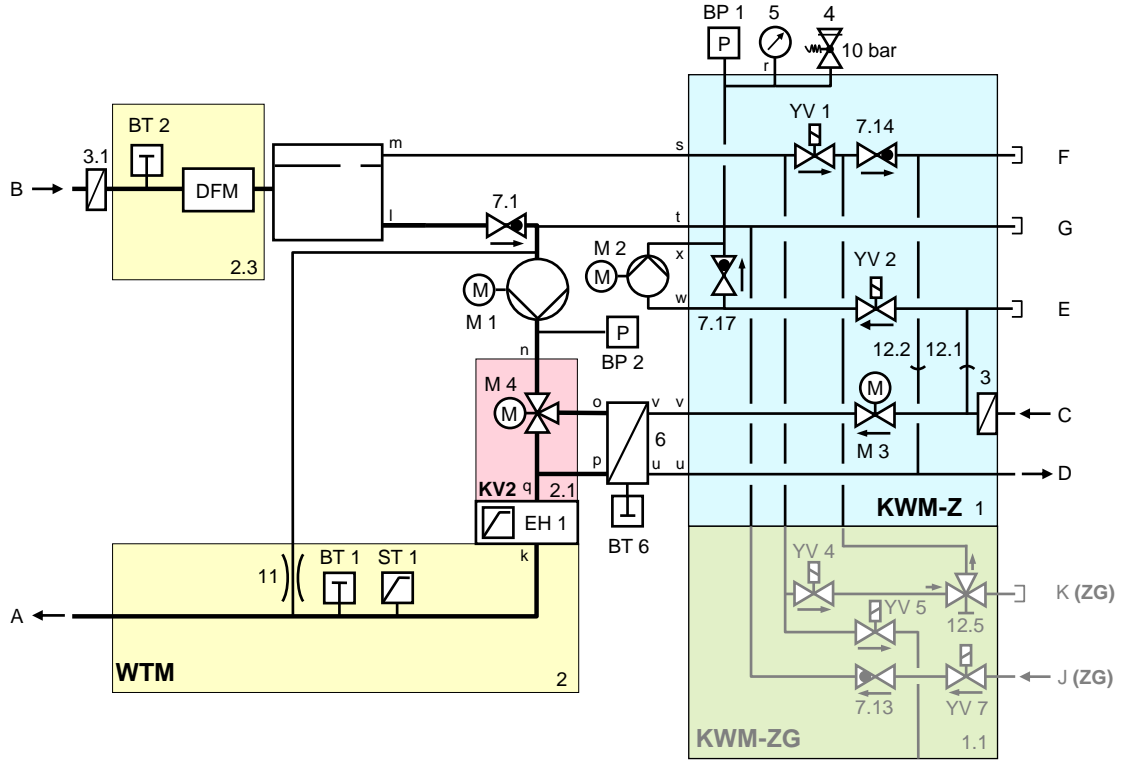 BP 1
5
4
P
10 bar
r
YV 1
7.14
BT 2
3.1
m
s
F
B
DFM
l
7.1
t
G
2.3
M 2
x
YV 2
M
M
w
E
M 1
7.17
P
12.2
12.1
n
BP 2
3
M 4
M
M
o
v
v
C
6
M 3
p
u
u
D
KV2
q
2.1
KWM-Z
1
EH 1
BT 6
k
YV 4
BT 1
ST 1
11
K (ZG)
YV 5
12.5
A
WTM
2
J (ZG)
7.13
YV 7
KWM-ZG
1.1